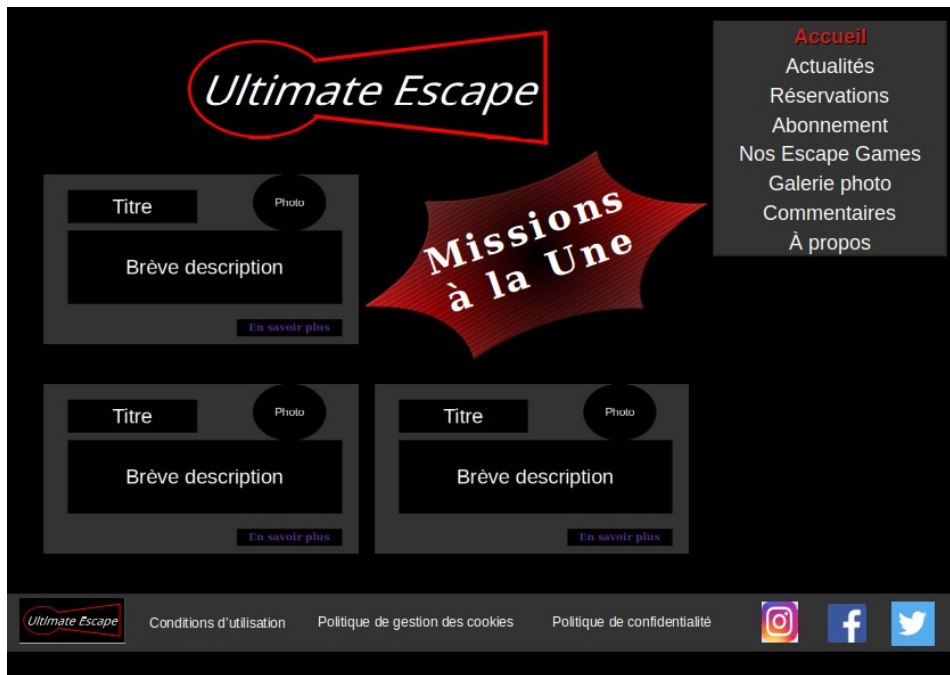 Ultimate Escape
Accueil
Actualités
Réservations
Abonnement
Nos Escape Games
Galerie photo
Commentaires
À propos
Titre
Photo
Brève description
En savoir plus
Missions
à la Une
Titre
Photo
Brève description
En savoir plus
Titre
Photo
Brève description
En savoir plus
Ultimate Escape
Conditions d'utilisation
Politique de gestion des cookies
Politique de confidentialité